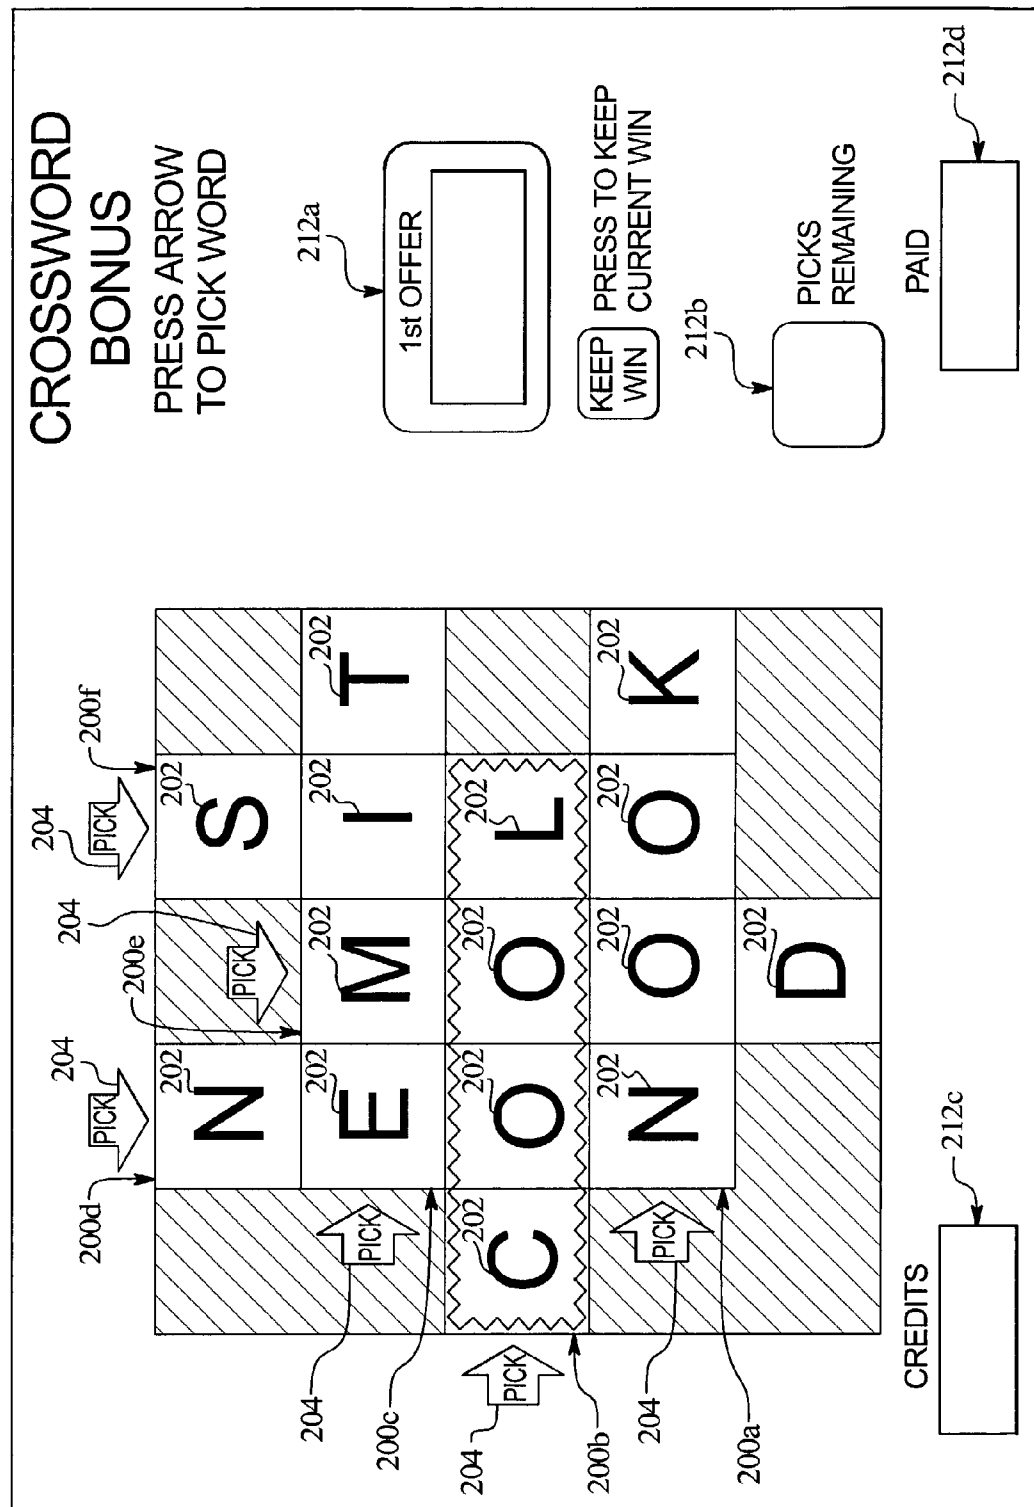 CROSSWORD
BONUS
PRESS ARROW
TO PICK WORD
204
204
204
200d
200e
200f
PICK
PICK
PICK
N 202
S 202
204
PICK
E 202
M 202
I 202
T 202
200c
204
PICK
C 202
O 202
O 202
L 202
200b
204
PICK
N 202
O 202
O 202
K 202
200a
D 202
212a
1st OFFER
KEEP
WIN
PRESS TO KEEP
CURRENT WIN
212b
PICKS
REMAINING
CREDITS
212c
PAID
212d